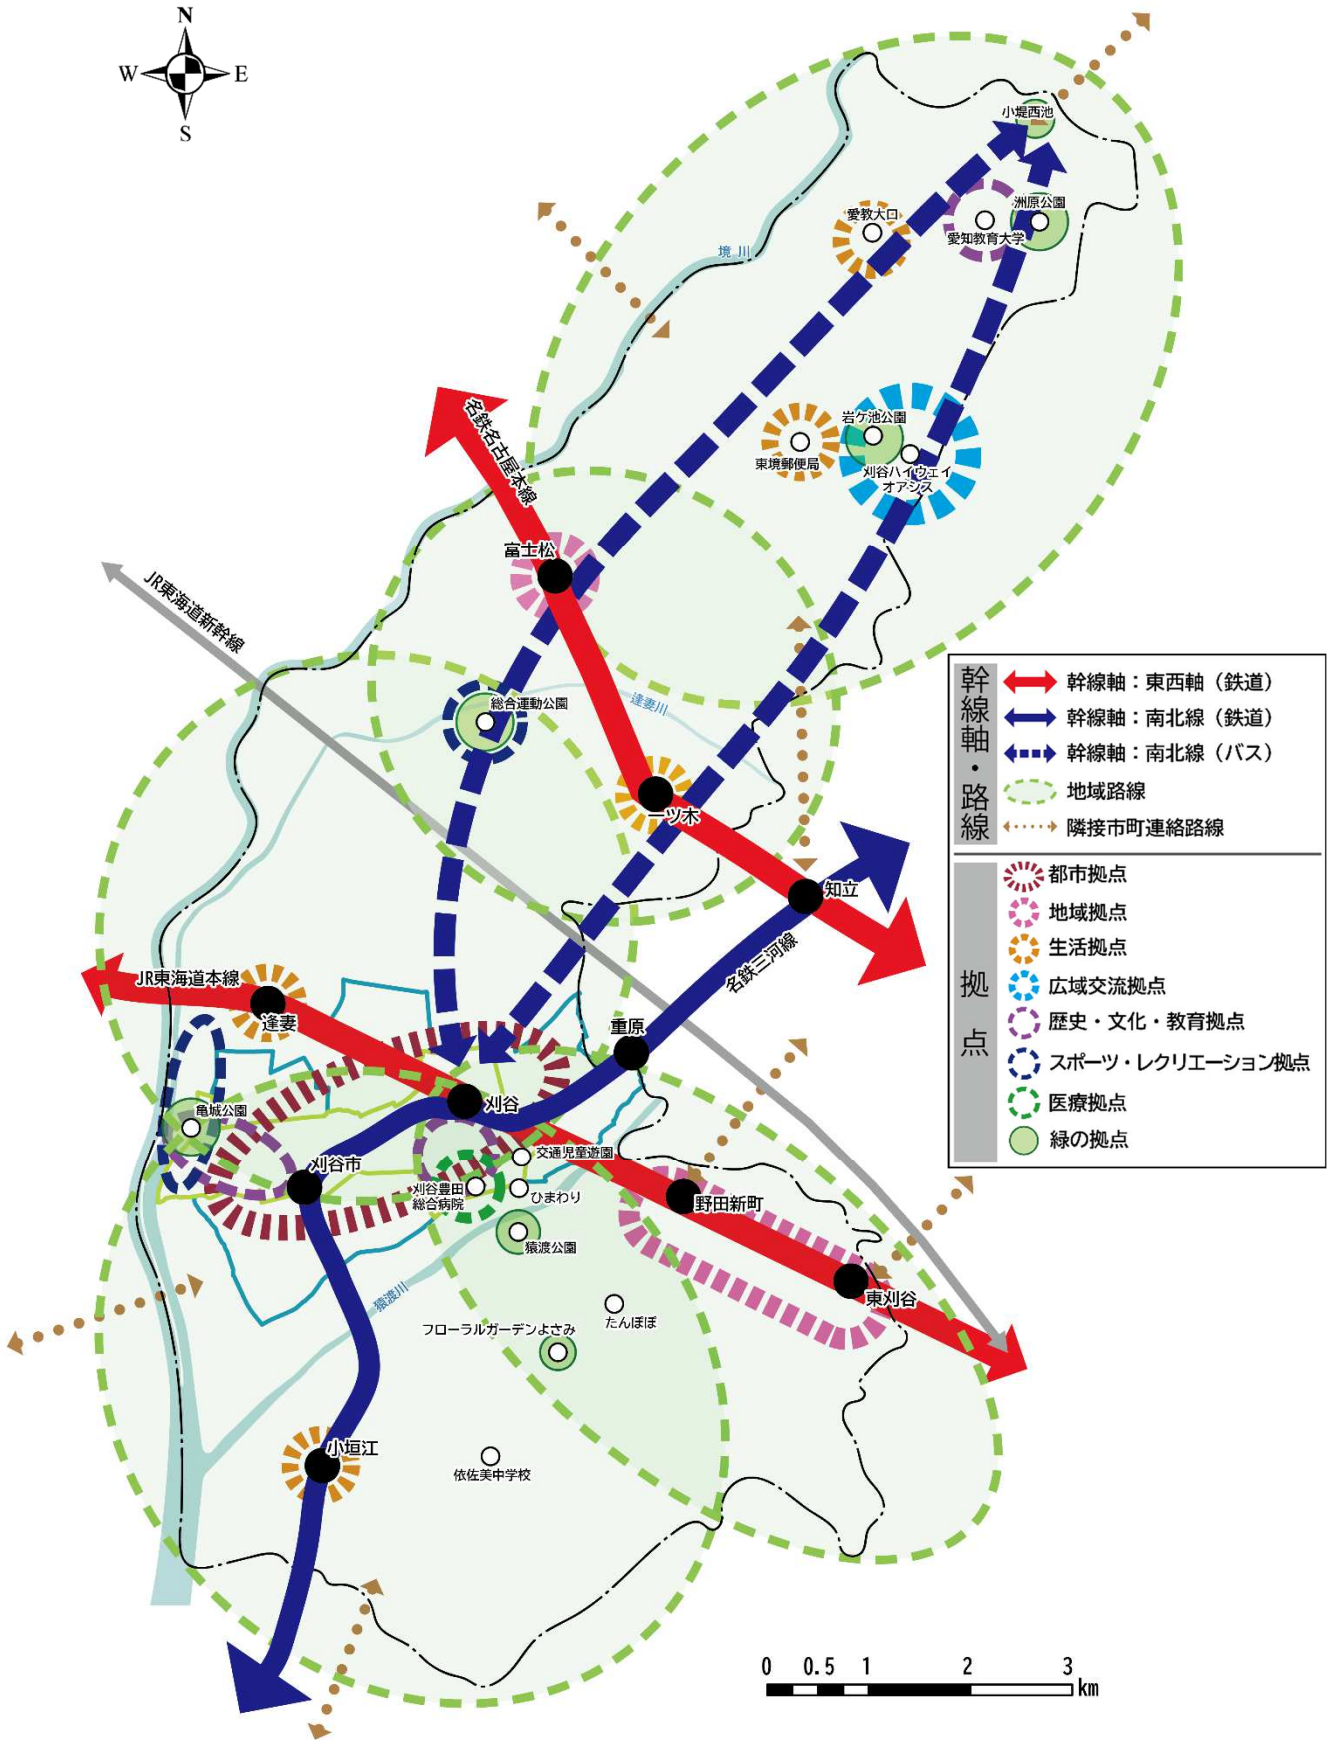 N
W
E
S
小堤西池
洲原公園
愛教大口
愛知教育大学
境川
岩ケ池公園
東境郵便局
刈谷ハイウェイ
オアシス
名鉄名古屋本線
富士松
JR東海道新幹線
総合運動公園
逢妻川
一ツ木
知立
名鉄三河線
JR東海道本線
逢妻
重原
刈谷
亀城公園
刈谷市
交通児童遊園
刈谷豊田
総合病院
ひまわり
野田新町
猿渡公園
猿渡川
東刈谷
たんぽぽ
フローラルガーデンよさみ
小垣江
依佐美中学校
幹線軸・路線
幹線軸：東西軸（鉄道）
幹線軸：南北線（鉄道）
幹線軸：南北線（バス）
地域路線
隣接市町連絡路線
拠点
都市拠点
地域拠点
生活拠点
広域交流拠点
歴史・文化・教育拠点
スポーツ・レクリエーション拠点
医療拠点
緑の拠点
0 0.5 1 2 3
km